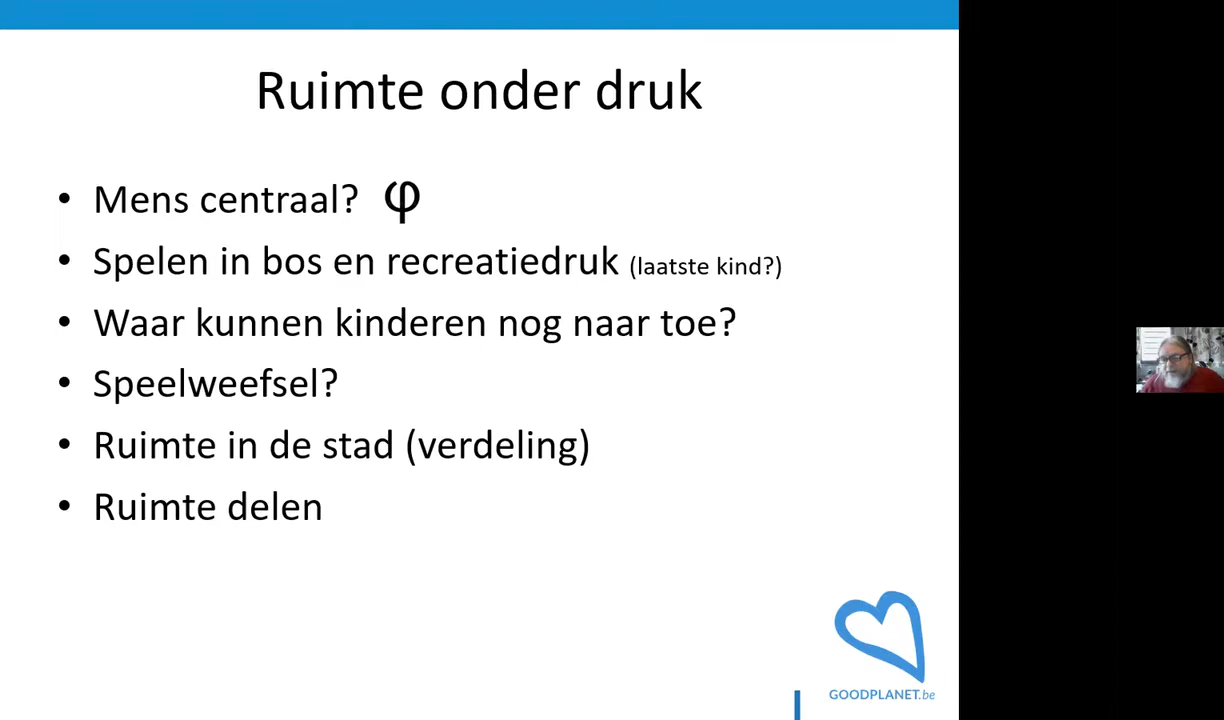 Ruimte onder druk
• Mens centraal? φ
• Spelen in bos en recreatiedruk (laatste kind?)
• Waar kunnen kinderen nog naar toe?
• Speelweefsel?
• Ruimte in de stad (verdeling)
• Ruimte delen
GOODPLANET.be